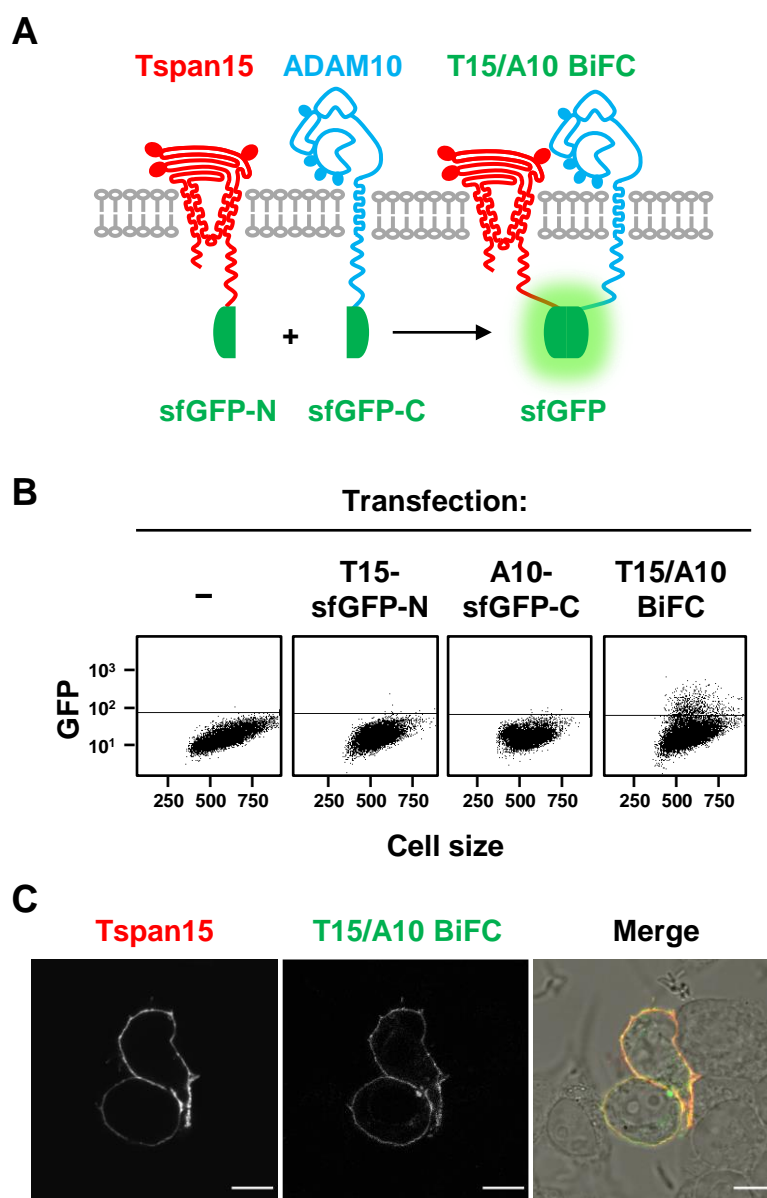 A
Tspan15 ADAM10 T15/A10 BiFC
+
sfGFP-N sfGFP-C sfGFP
B
Transfection:
– T15-sfGFP-N A10-sfGFP-C T15/A10 BiFC
GFP
10³
10²
10¹
250 500 750 250 500 750 250 500 750 250 500 750
Cell size
C
Tspan15 T15/A10 BiFC Merge